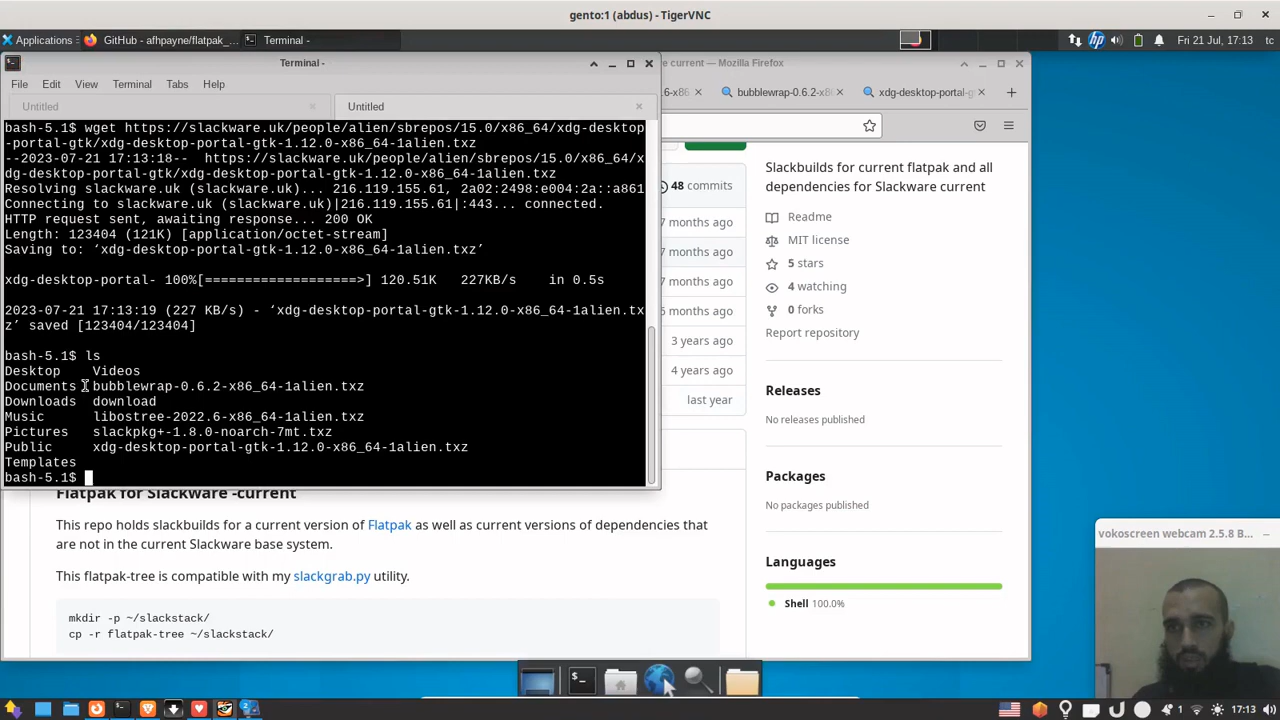 gento:1 (abdus) - TigerVNC
Applications
GitHub - afhpayne/flatpak_...
Terminal -
Fri 21 Jul, 17:13
tc
Terminal -
File Edit View Terminal Tabs Help
Untitled
Untitled
bash-5.1$ wget https://slackware.uk/people/alien/sbrepos/15.0/x86_64/xdg-desktop
-portal-gtk/xdg-desktop-portal-gtk-1.12.0-x86_64-1alien.txz
--2023-07-21 17:13:18-- https://slackware.uk/people/alien/sbrepos/15.0/x86_64/x
dg-desktop-portal-gtk/xdg-desktop-portal-gtk-1.12.0-x86_64-1alien.txz
Resolving slackware.uk (slackware.uk)... 216.119.155.61, 2a02:2498:e004:2a::a861
Connecting to slackware.uk (slackware.uk)|216.119.155.61|:443... connected.
HTTP request sent, awaiting response... 200 OK
Length: 123404 (121K) [application/octet-stream]
Saving to: ‘xdg-desktop-portal-gtk-1.12.0-x86_64-1alien.txz’
xdg-desktop-portal- 100%[===================>] 120.51K 227KB/s in 0.5s
2023-07-21 17:13:19 (227 KB/s) - ‘xdg-desktop-portal-gtk-1.12.0-x86_64-1alien.tx
z’ saved [123404/123404]
bash-5.1$ ls
Desktop Videos
Documents bubblewrap-0.6.2-x86_64-1alien.txz
Downloads download
Music libostree-2022.6-x86_64-1alien.txz
Pictures slackpkg+-1.8.0-noarch-7mt.txz
Public xdg-desktop-portal-gtk-1.12.0-x86_64-1alien.txz
Templates
bash-5.1$
e current — Mozilla Firefox
6-x86
bubblewrap-0.6.2-x8
xdg-desktop-portal-g
48 commits
7 months ago
7 months ago
7 months ago
6 months ago
3 years ago
4 years ago
last year
Slackbuilds for current flatpak and all
dependencies for Slackware current
Readme
MIT license
5 stars
4 watching
0 forks
Report repository
Releases
No releases published
Packages
No packages published
Languages
Shell 100.0%
Flatpak for Slackware -current
This repo holds slackbuilds for a current version of Flatpak as well as current versions of dependencies that
are not in the current Slackware base system.
This flatpak-tree is compatible with my slackgrab.py utility.
mkdir -p ~/slackstack/
cp -r flatpak-tree ~/slackstack/
vokoscreen webcam 2.5.8 B...
1
17:13